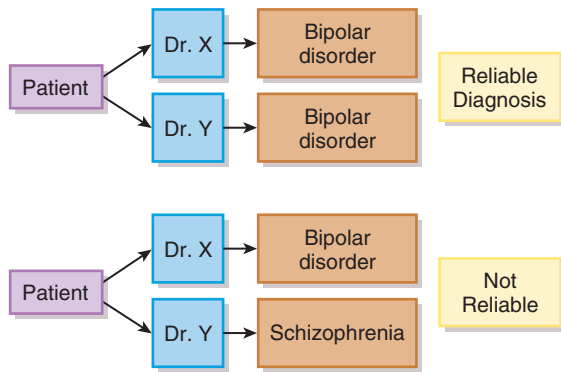 Patient
Dr. X
Bipolar
disorder
Dr. Y
Bipolar
disorder
Reliable
Diagnosis
Patient
Dr. X
Bipolar
disorder
Dr. Y
Schizophrenia
Not
Reliable